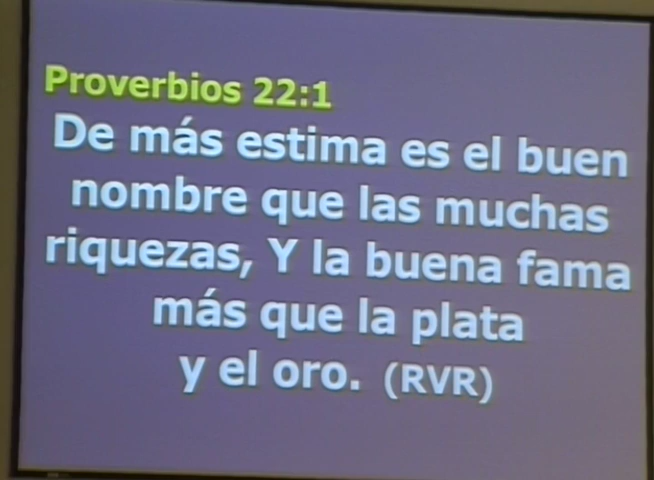 Proverbios 22:1
De más estima es el buen
nombre que las muchas
riquezas, Y la buena fama
más que la plata
y el oro. (RVR)